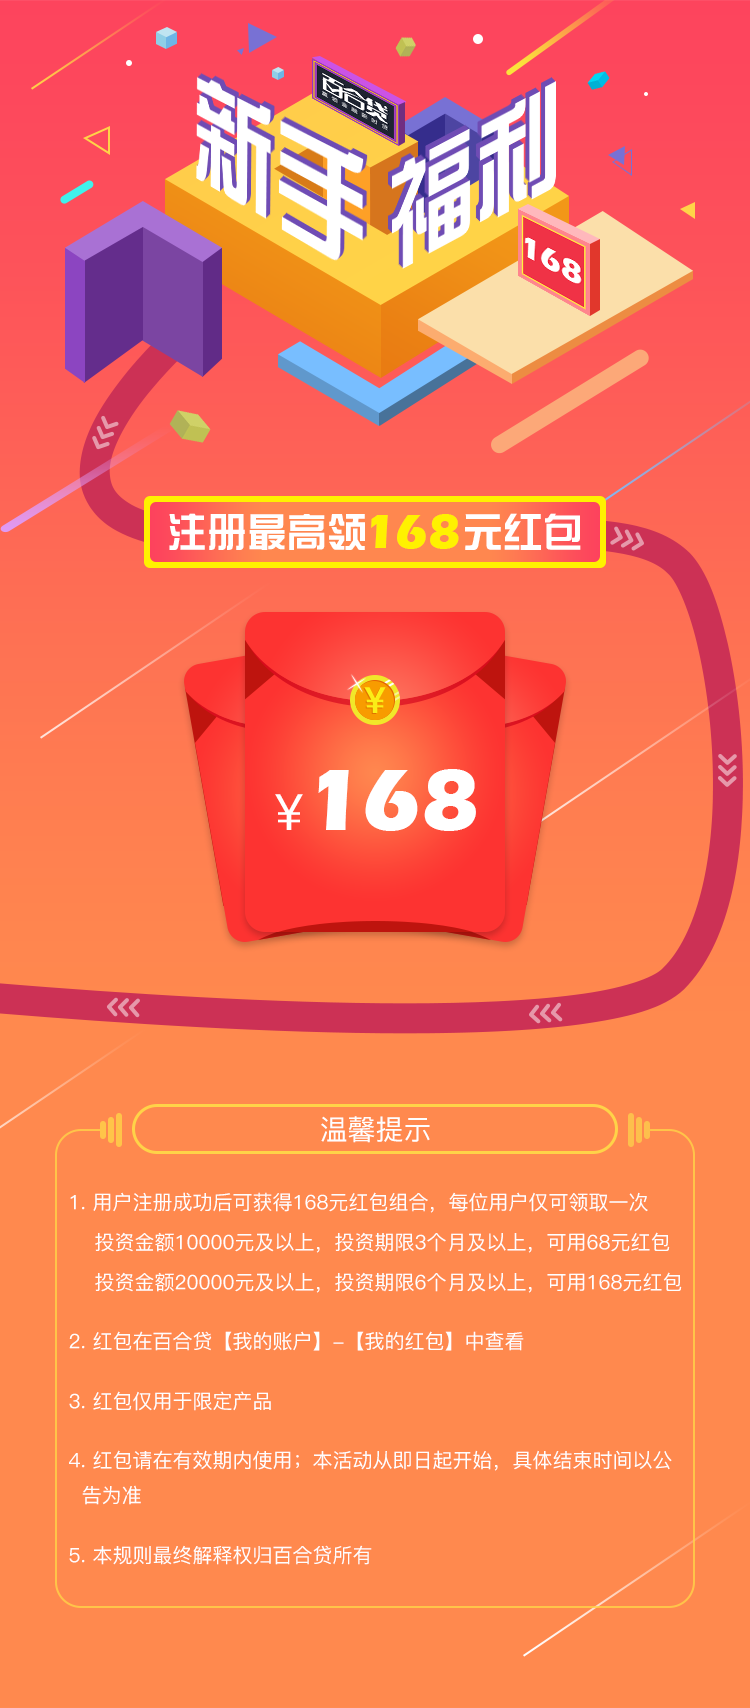 百合贷
新手福利
168
注册最高领168元红包
¥
¥168
温馨提示
1. 用户注册成功后可获得168元红包组合，每位用户仅可领取一次
投资金额10000元及以上，投资期限3个月及以上，可用68元红包
投资金额20000元及以上，投资期限6个月及以上，可用168元红包
2. 红包在百合贷【我的账户】-【我的红包】中查看
3. 红包仅用于限定产品
4. 红包请在有效期内使用；本活动从即日起开始，具体结束时间以公
告为准
5. 本规则最终解释权归百合贷所有